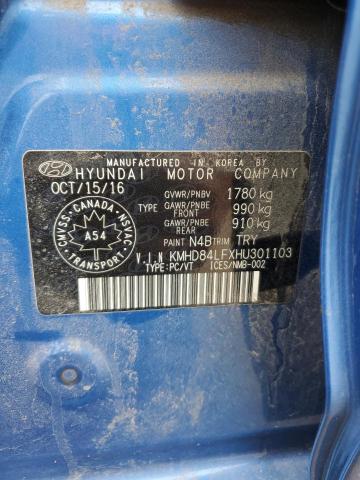 MANUFACTURED IN KOREA BY
HYUNDAI MOTOR COMPANY
OCT/15/16
GVWR/PNBV 1780 kg
TYPE GAWR/PNBE FRONT 990 kg
GAWR/PNBE REAR 910 kg
PAINT N4B TRIM TRY
V.I.N KMHD84LFXHU301103
TYPE:PC/VT ICES/NMB-002
CANADA
CMVSS NSVAC
A54
TRANSPORT